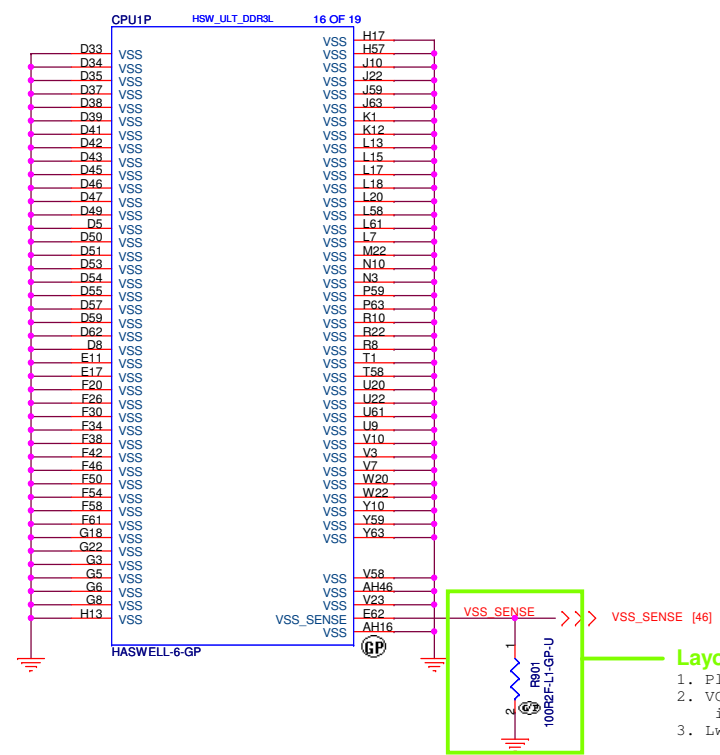 CPU1P HSW_ULT_DDR3L 16 OF 19
VSS H17
D33 VSS VSS H57
D34 VSS VSS J10
D35 VSS VSS J22
D37 VSS VSS J59
D38 VSS VSS J63
D39 VSS VSS K1
D41 VSS VSS K12
D42 VSS VSS L13
D43 VSS VSS L15
D45 VSS VSS L17
D46 VSS VSS L18
D47 VSS VSS L20
D49 VSS VSS L58
D5 VSS VSS L61
D50 VSS VSS L7
D51 VSS VSS M22
D53 VSS VSS N10
D54 VSS VSS N3
D55 VSS VSS P59
D57 VSS VSS P63
D59 VSS VSS R10
D62 VSS VSS R22
D8 VSS VSS R8
E11 VSS VSS T1
E17 VSS VSS T58
F20 VSS VSS U20
F26 VSS VSS U22
F30 VSS VSS U61
F34 VSS VSS U9
F38 VSS VSS V10
F42 VSS VSS V3
F46 VSS VSS V7
F50 VSS VSS W20
F54 VSS VSS W22
F58 VSS VSS Y10
F61 VSS VSS Y59
G18 VSS VSS Y63
G22 VSS
G3 VSS
G5 VSS VSS V58
G6 VSS VSS AH46
G8 VSS VSS V23
H13 VSS VSS_SENSE E62 VSS_SENSE VSS_SENSE [46]
VSS AH16
HASWELL-6-GP
GP
1
R901
100R2F-L1-GP-U
2
GP
Layo
1. Pl
2. VC
i
3. Lw